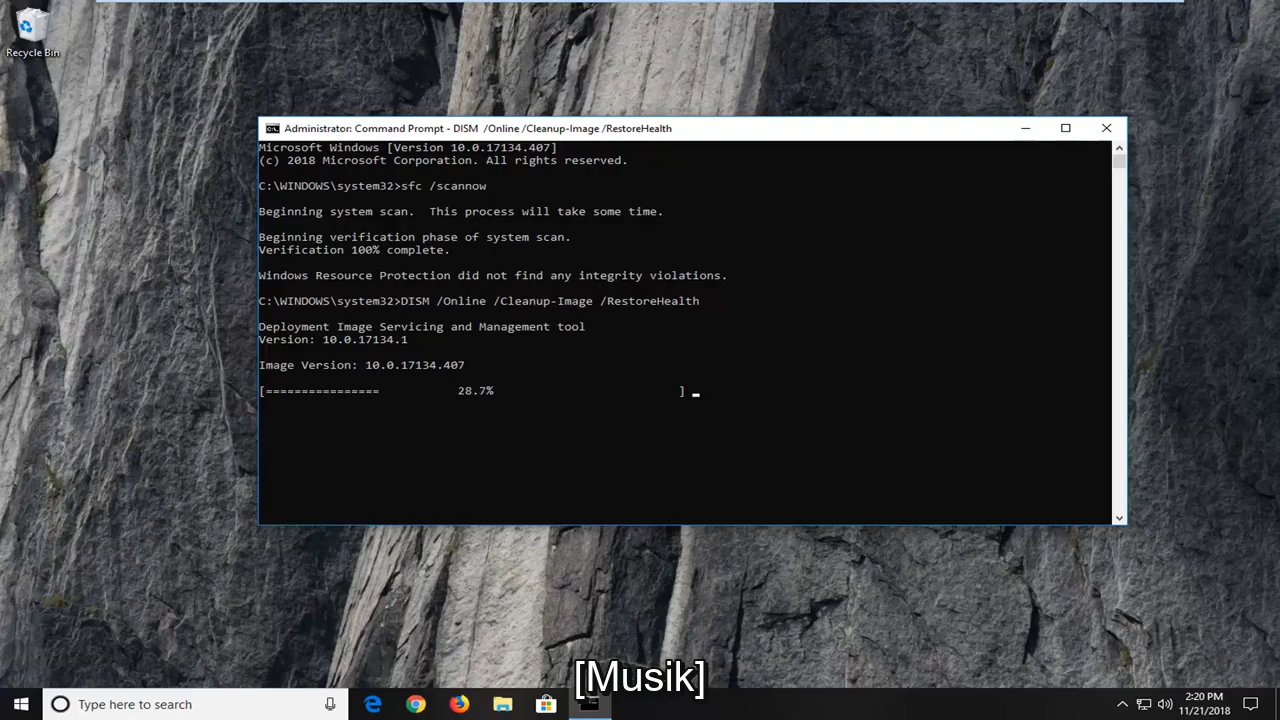 Recycle Bin
Administrator: Command Prompt - DISM /Online /Cleanup-Image /RestoreHealth
Microsoft Windows [Version 10.0.17134.407]
(c) 2018 Microsoft Corporation. All rights reserved.
C:\WINDOWS\system32>sfc /scannow
Beginning system scan.  This process will take some time.
Beginning verification phase of system scan.
Verification 100% complete.
Windows Resource Protection did not find any integrity violations.
C:\WINDOWS\system32>DISM /Online /Cleanup-Image /RestoreHealth
Deployment Image Servicing and Management tool
Version: 10.0.17134.1
Image Version: 10.0.17134.407
[================           28.7%                          ]
[Musik]
Type here to search
2:20 PM
11/21/2018